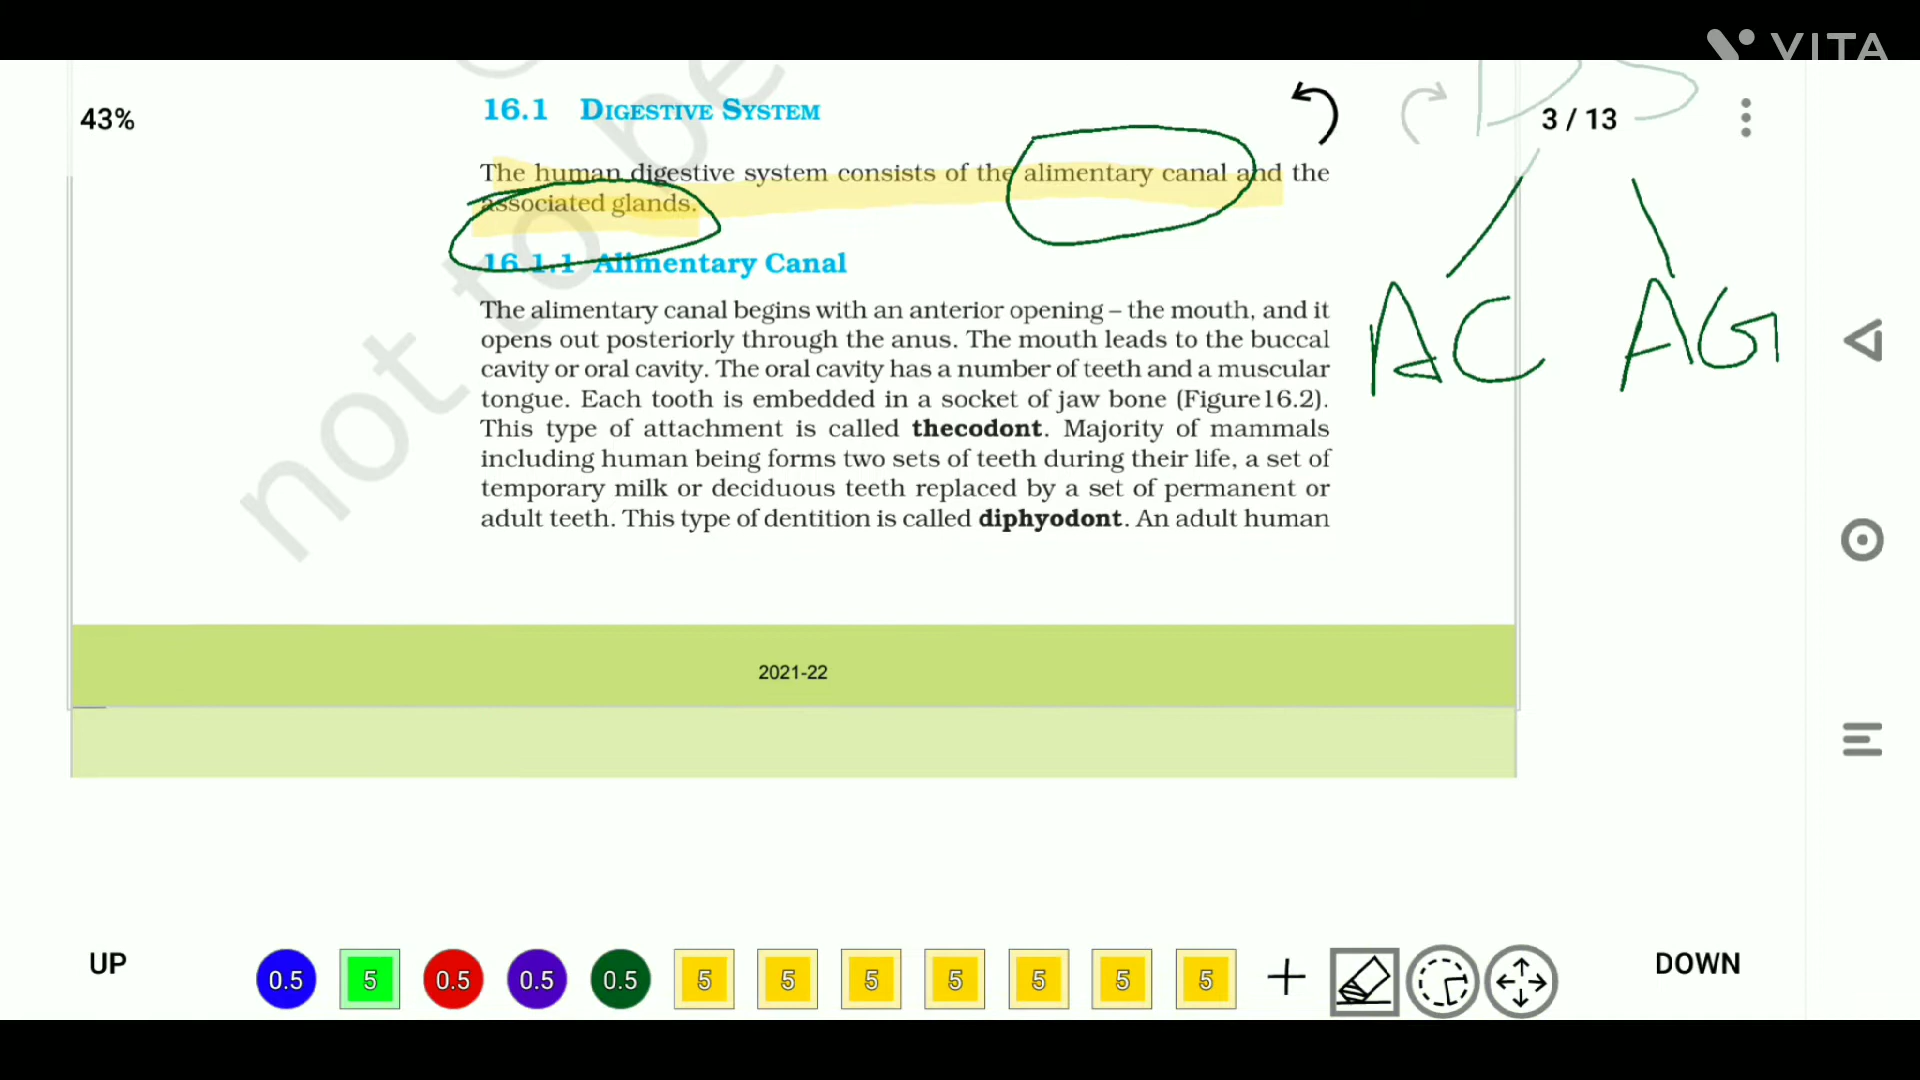 VITA
43%
16.1 DIGESTIVE SYSTEM
3 / 13
The human digestive system consists of the alimentary canal and the
associated glands.
16.1.1 Alimentary Canal
The alimentary canal begins with an anterior opening – the mouth, and it
opens out posteriorly through the anus. The mouth leads to the buccal
cavity or oral cavity. The oral cavity has a number of teeth and a muscular
tongue. Each tooth is embedded in a socket of jaw bone (Figure16.2).
This type of attachment is called thecodont. Majority of mammals
including human being forms two sets of teeth during their life, a set of
temporary milk or deciduous teeth replaced by a set of permanent or
adult teeth. This type of dentition is called diphyodont. An adult human
DS
AC AG
not to be
2021-22
UP
0.5 5 0.5 0.5 0.5 5 5 5 5 5 5 5
DOWN